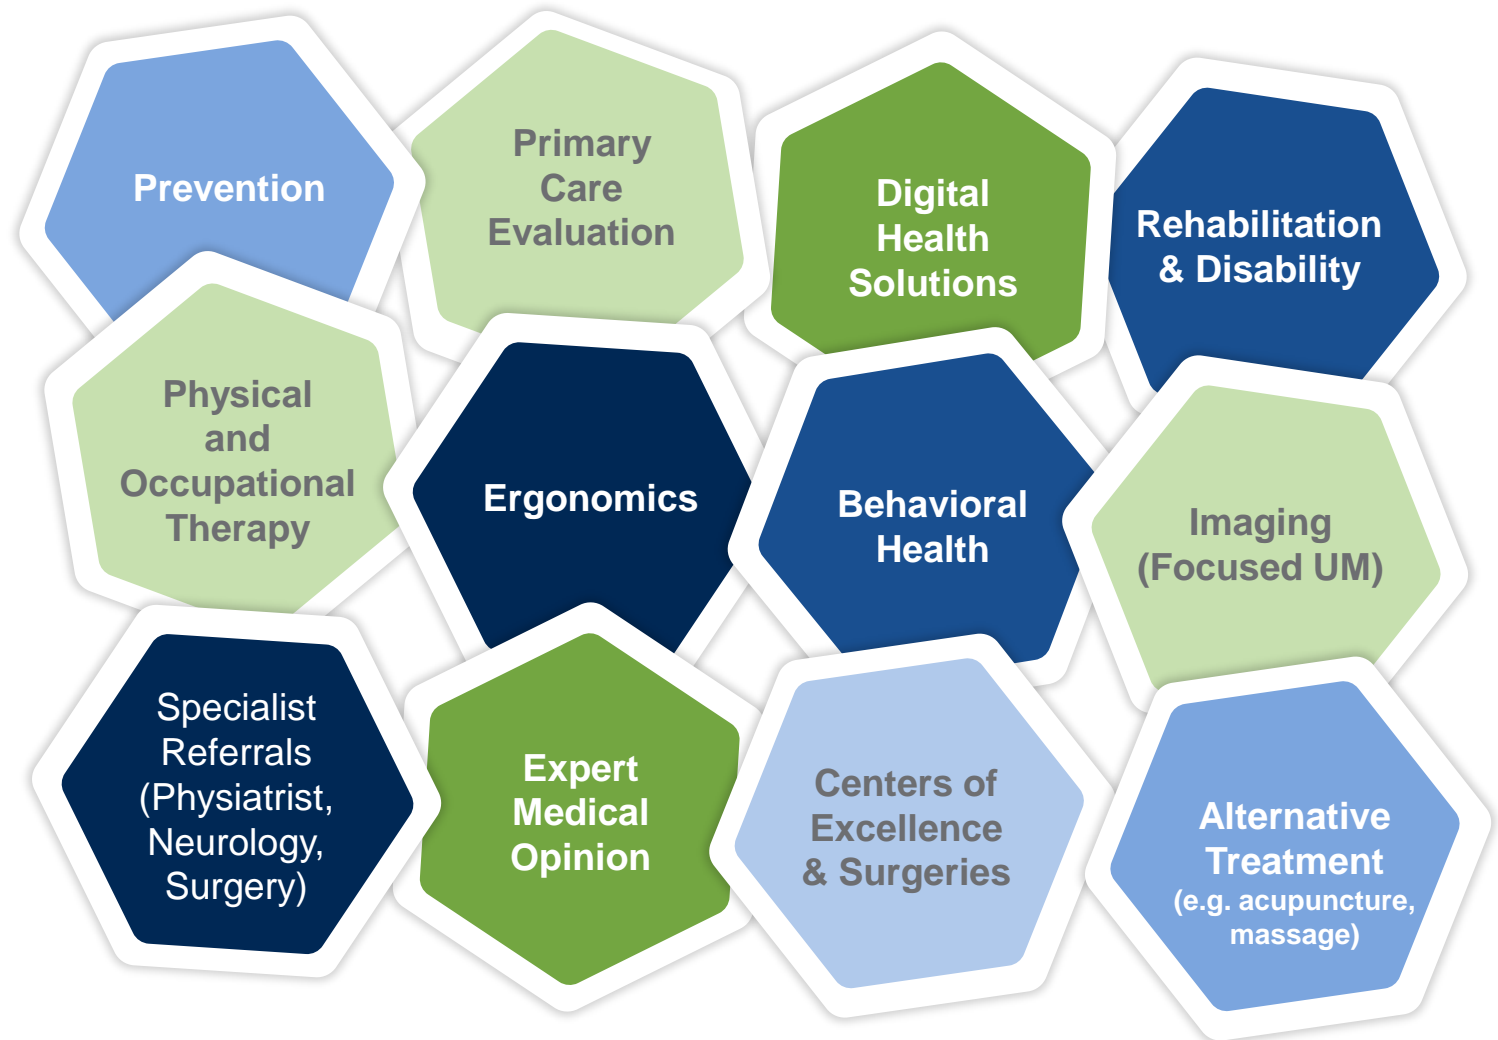 Prevention
Primary
Care
Evaluation
Digital
Health
Solutions
Rehabilitation
& Disability
Physical
and
Occupational
Therapy
Ergonomics
Behavioral
Health
Imaging
(Focused UM)
Specialist
Referrals
(Physiatrist,
Neurology,
Surgery)
Expert
Medical
Opinion
Centers of
Excellence
& Surgeries
Alternative
Treatment
(e.g. acupuncture,
massage)